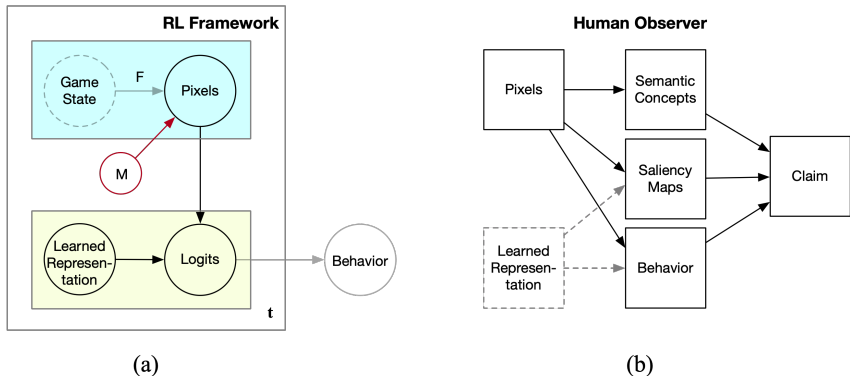 RL Framework
Game
State
F
Pixels
M
Learned
Represen-
tation
Logits
Behavior
t
(a)
Human Observer
Pixels
Semantic
Concepts
Saliency
Maps
Claim
Learned
Represen-
tation
Behavior
(b)